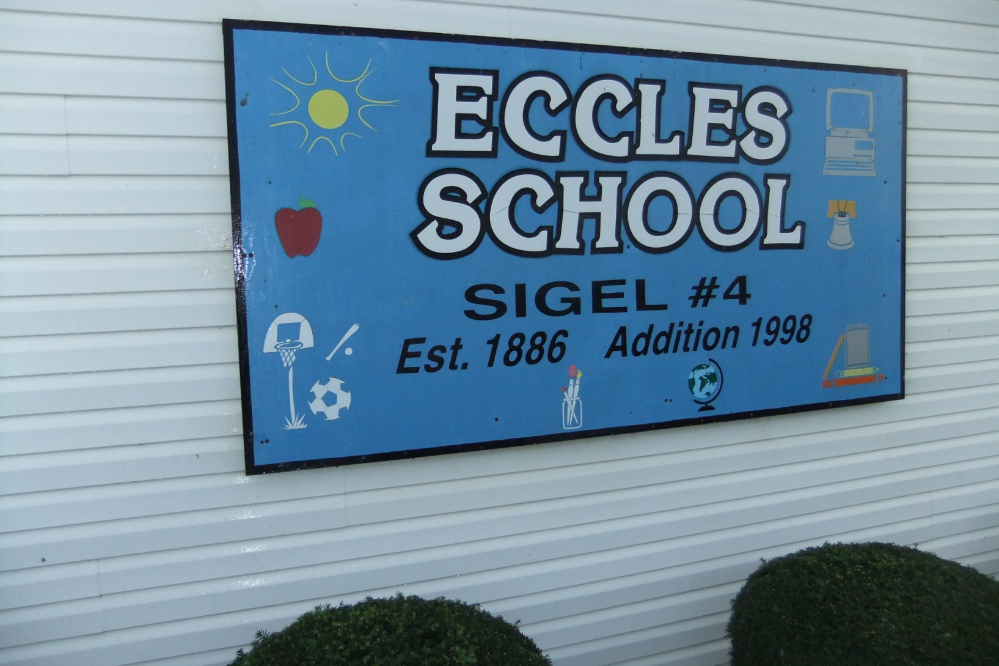 ECCLES
SCHOOL
SIGEL #4
Est. 1886 Addition 1998